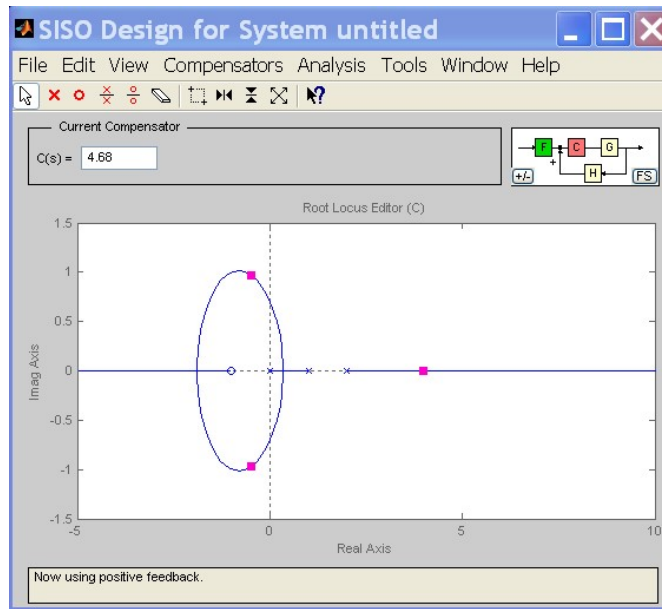 SISO Design for System untitled
File Edit View Compensators Analysis Tools Window Help
Current Compensator
C(s) = 4.68
F C G
+
+/- H FS
Root Locus Editor (C)
1.5
1
0.5
0
-0.5
-1
-1.5
Imag Axis
-5 0 5 10
Real Axis
Now using positive feedback.